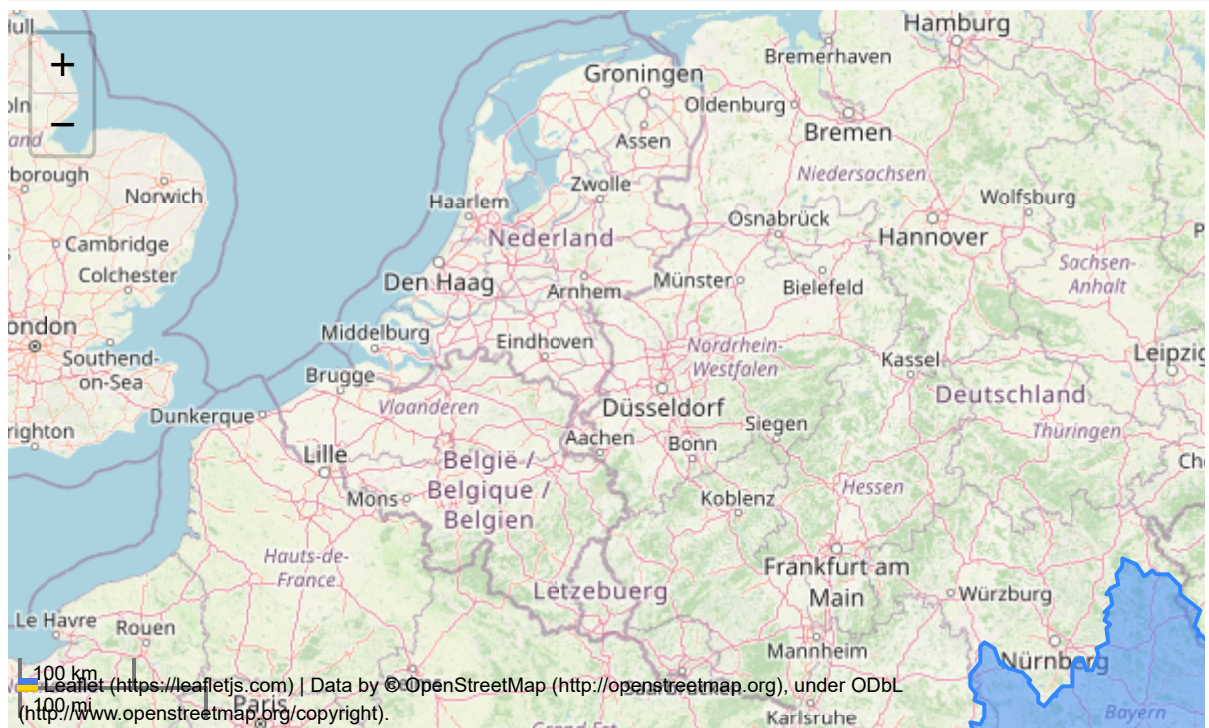 Hamburg
Bremerhaven
Groningen
Oldenburg
Assen
Bremen
Norwich
Zwolle
Niedersachsen
Wolfsburg
Haarlem
Osnabrück
Cambridge
Nederland
Hannover
Colchester
Den Haag
Arnhem
Münster
Bielefeld
Sachsen-
Anhalt
Middelburg
Eindhoven
Southend-
on-Sea
Nordrhein-
Westfalen
Kassel
Leipzig
Brugge
Vlaanderen
Düsseldorf
Deutschland
Dunkerque
Siegen
Thüringen
Aachen
Bonn
Lille
België /
Belgique /
Belgien
Mons
Koblenz
Hessen
Hauts-de-
France
Frankfurt am
Main
Lëtzebuerg
Würzburg
Le Havre
Rouen
Mannheim
Nürnberg
100 km
100 mi
Paris
Karlsruhe
Bayern
+
−
Leaflet (https://leafletjs.com) | Data by © OpenStreetMap (http://openstreetmap.org), under ODbL
(http://www.openstreetmap.org/copyright).